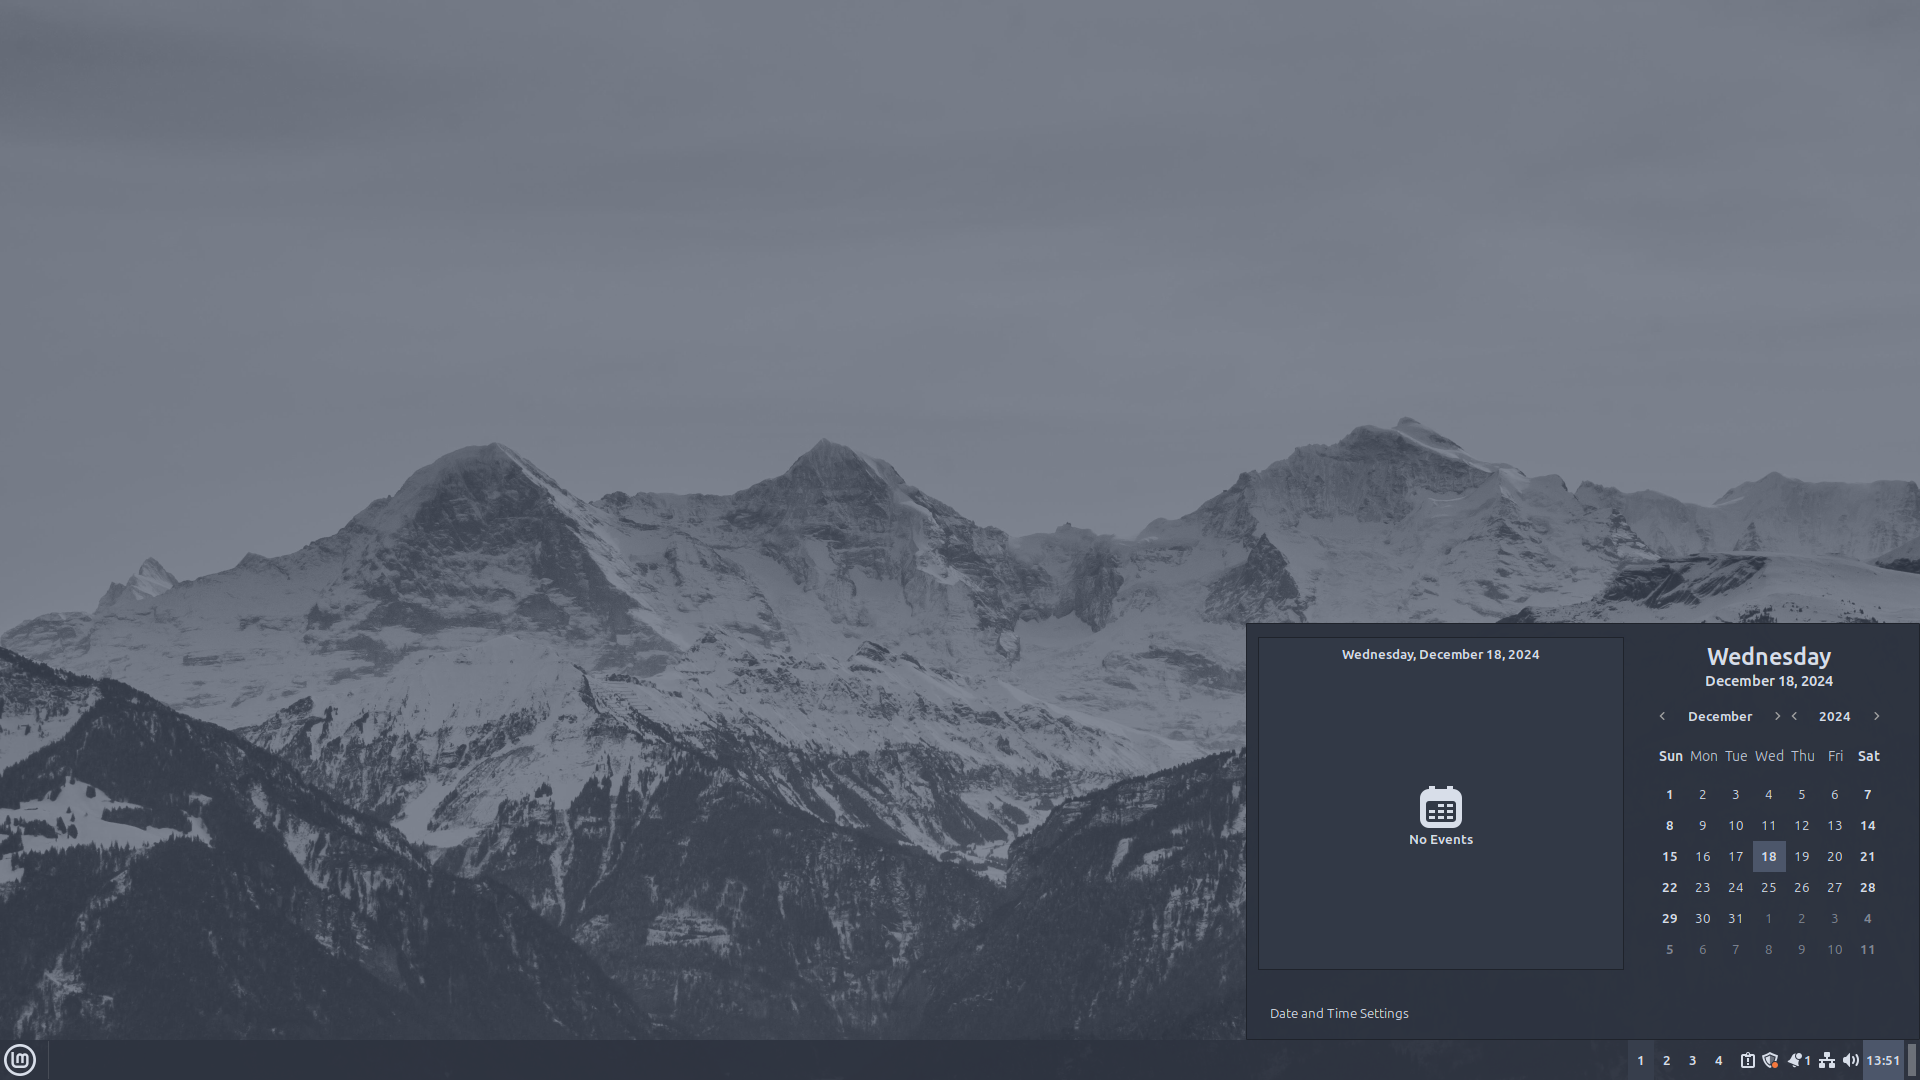 Wednesday, December 18, 2024
No Events
Date and Time Settings
Wednesday
December 18, 2024
December 2024
Sun Mon Tue Wed Thu Fri Sat
1 2 3 4 5 6 7
8 9 10 11 12 13 14
15 16 17 18 19 20 21
22 23 24 25 26 27 28
29 30 31 1 2 3 4
5 6 7 8 9 10 11
1 2 3 4 1 13:51